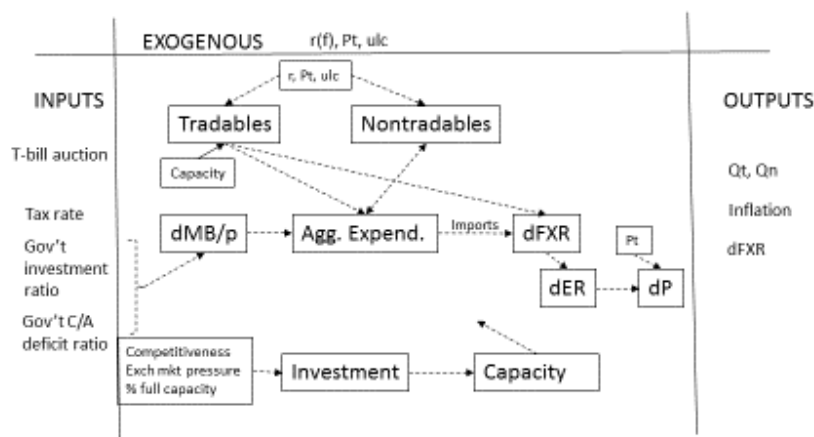 EXOGENOUS r(f), Pt, ulc
INPUTS
OUTPUTS
r, Pt, ulc
Tradables
Nontradables
T-bill auction
Capacity
Qt, Qn
Tax rate
dMB/p
Agg. Expend.
Imports
dFXR
Pt
Inflation
Gov't
investment
ratio
dFXR
dER
dP
Gov't C/A
deficit ratio
Competitiveness
Exch mkt pressure
% full capacity
Investment
Capacity